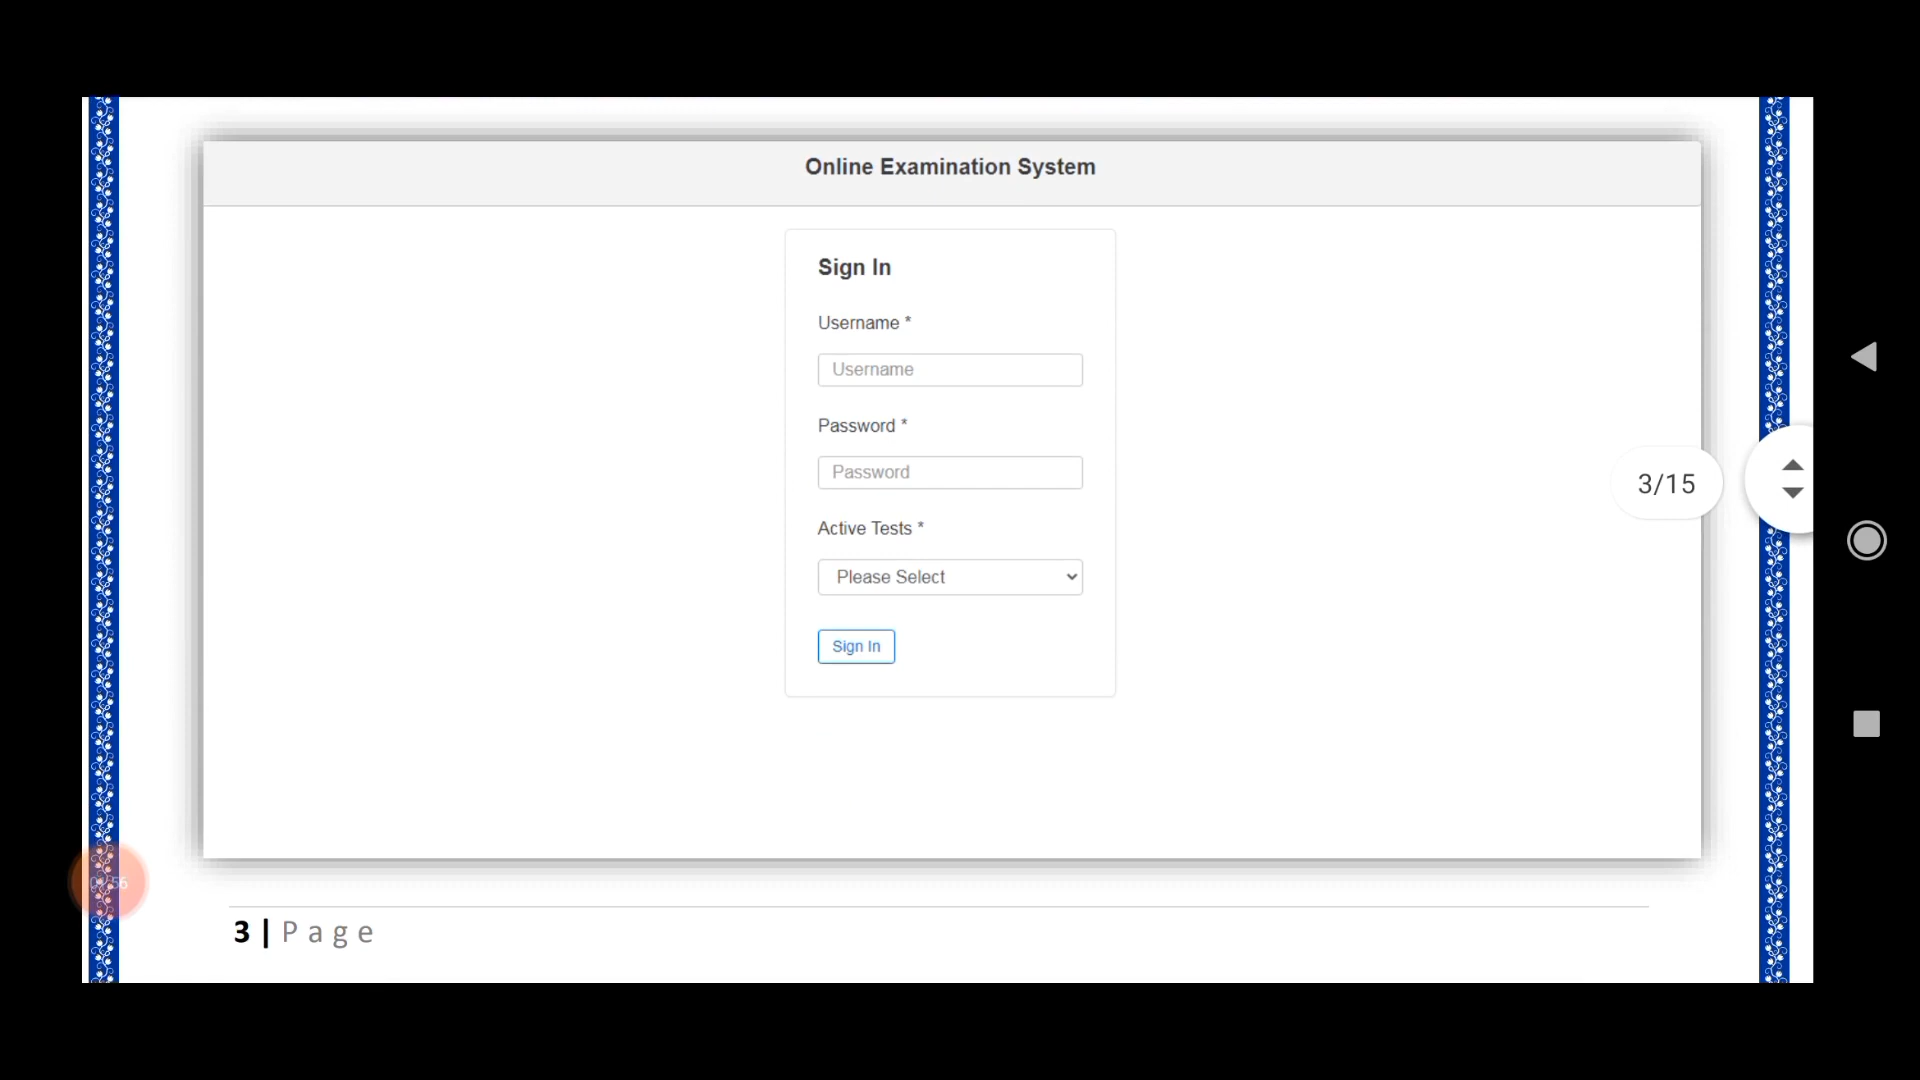 Online Examination System
Sign In
Username *
Username
Password *
Password
Active Tests *
Please Select
Sign In
3/15
3 | Page